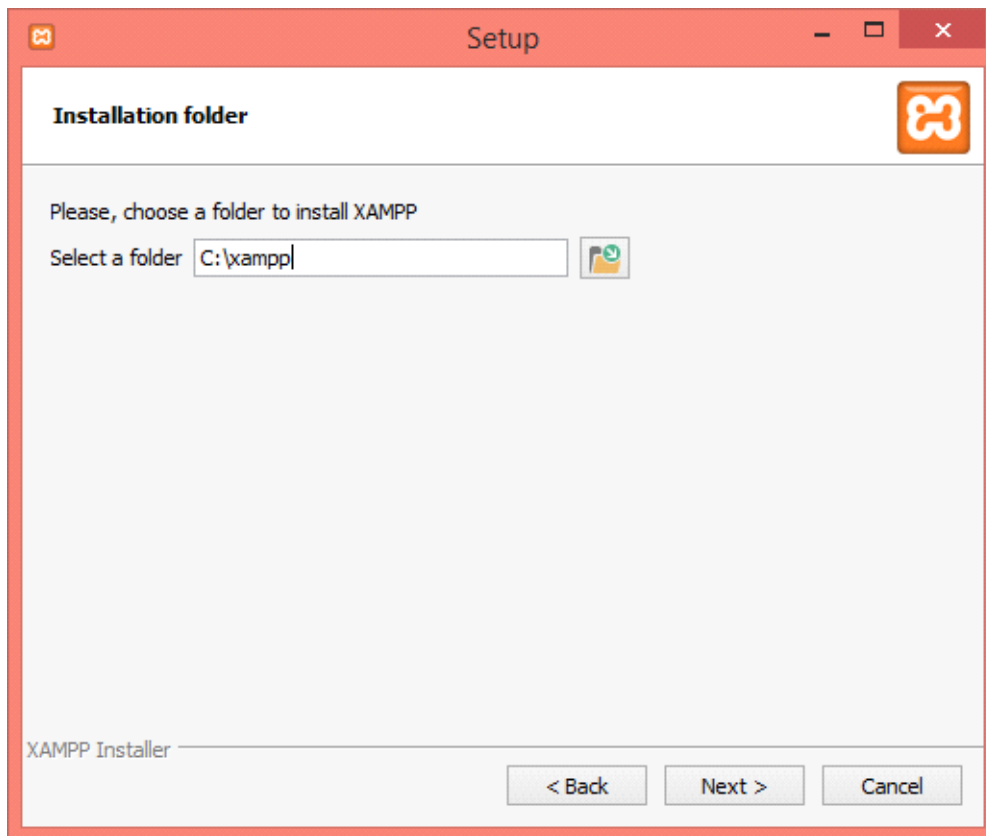 Setup
Installation folder
Please, choose a folder to install XAMPP
Select a folder C:\xampp
XAMPP Installer
< Back Next > Cancel